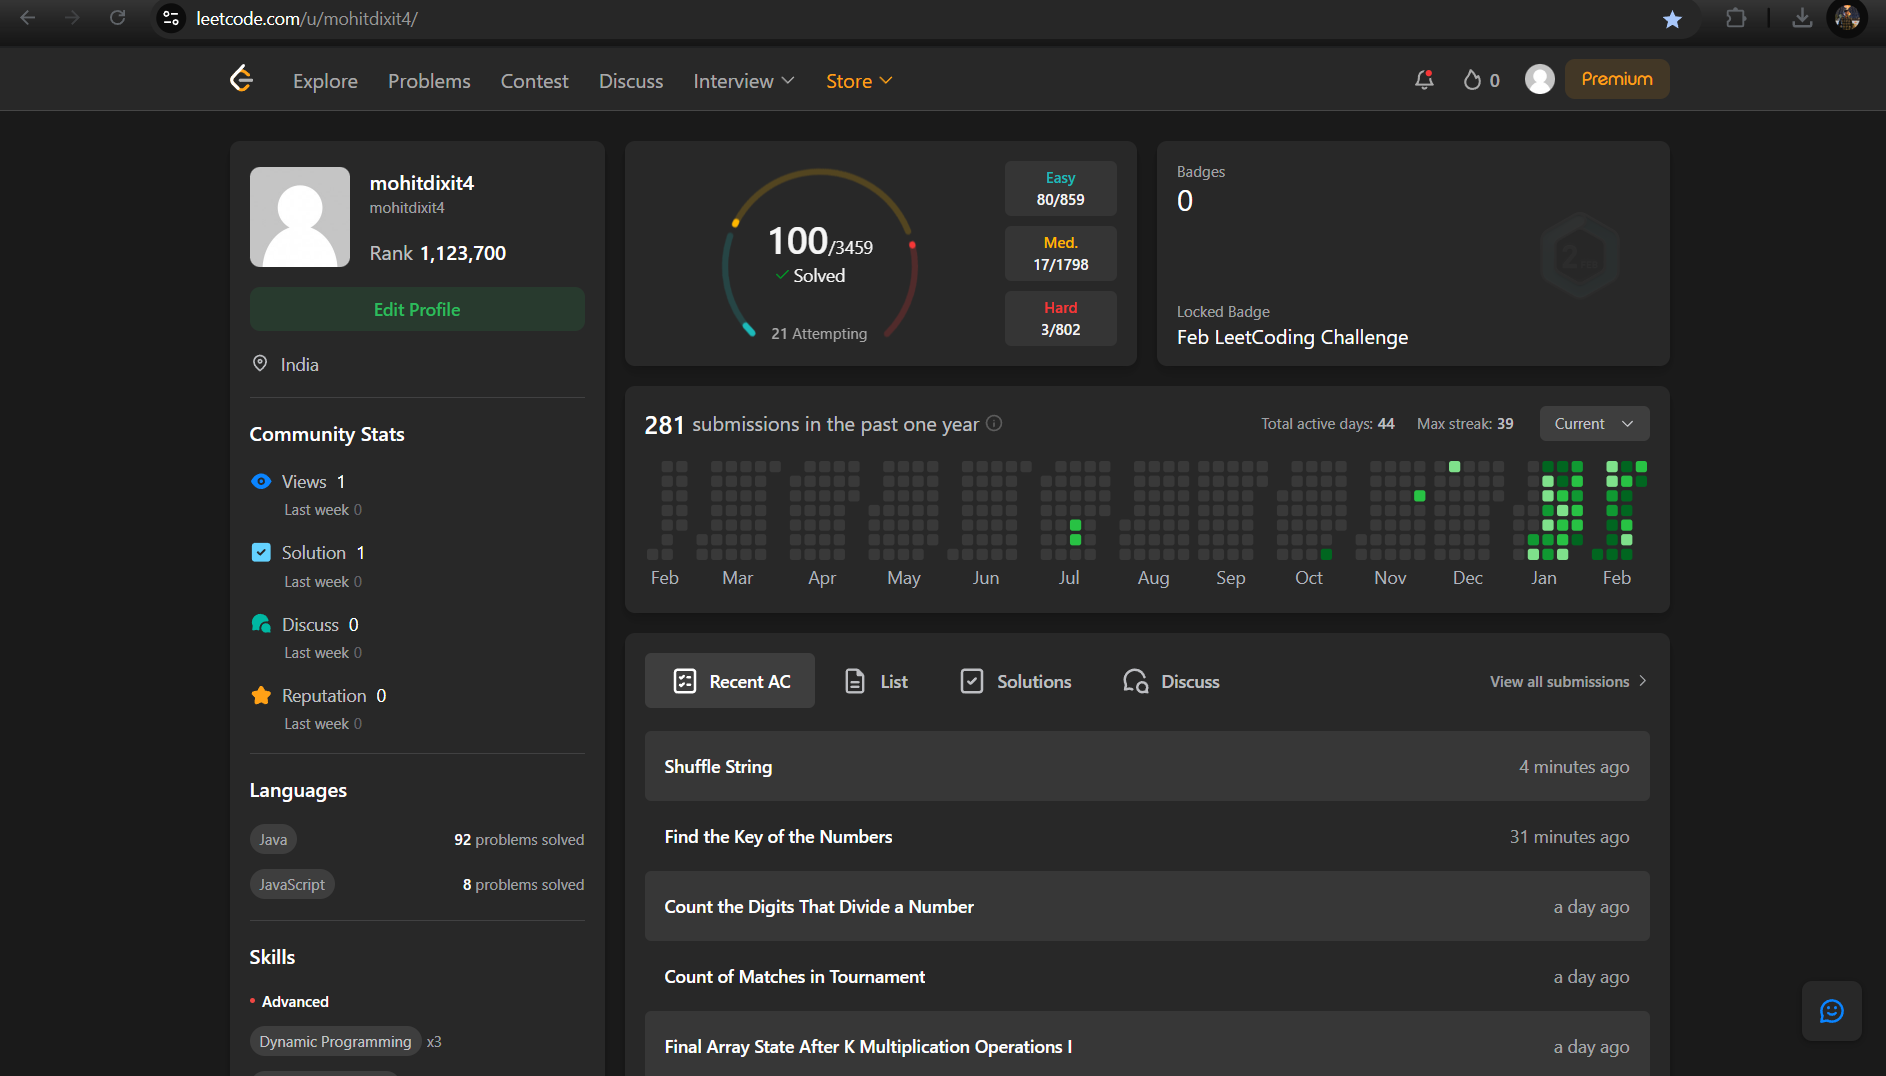 leetcode.com/u/mohitdixit4/
Explore Problems Contest Discuss Interview Store 0 Premium
mohitdixit4
mohitdixit4
Rank 1,123,700
Edit Profile
India
Community Stats
Views 1
Last week 0
Solution 1
Last week 0
Discuss 0
Last week 0
Reputation 0
Last week 0
Languages
Java 92 problems solved
JavaScript 8 problems solved
Skills
Advanced
Dynamic Programming x3
100/3459
Solved
21 Attempting
Easy
80/859
Med.
17/1798
Hard
3/802
Badges
0
Locked Badge
Feb LeetCoding Challenge
281 submissions in the past one year Total active days: 44 Max streak: 39 Current
Feb Mar Apr May Jun Jul Aug Sep Oct Nov Dec Jan Feb
Recent AC List Solutions Discuss View all submissions
Shuffle String 4 minutes ago
Find the Key of the Numbers 31 minutes ago
Count the Digits That Divide a Number a day ago
Count of Matches in Tournament a day ago
Final Array State After K Multiplication Operations I a day ago